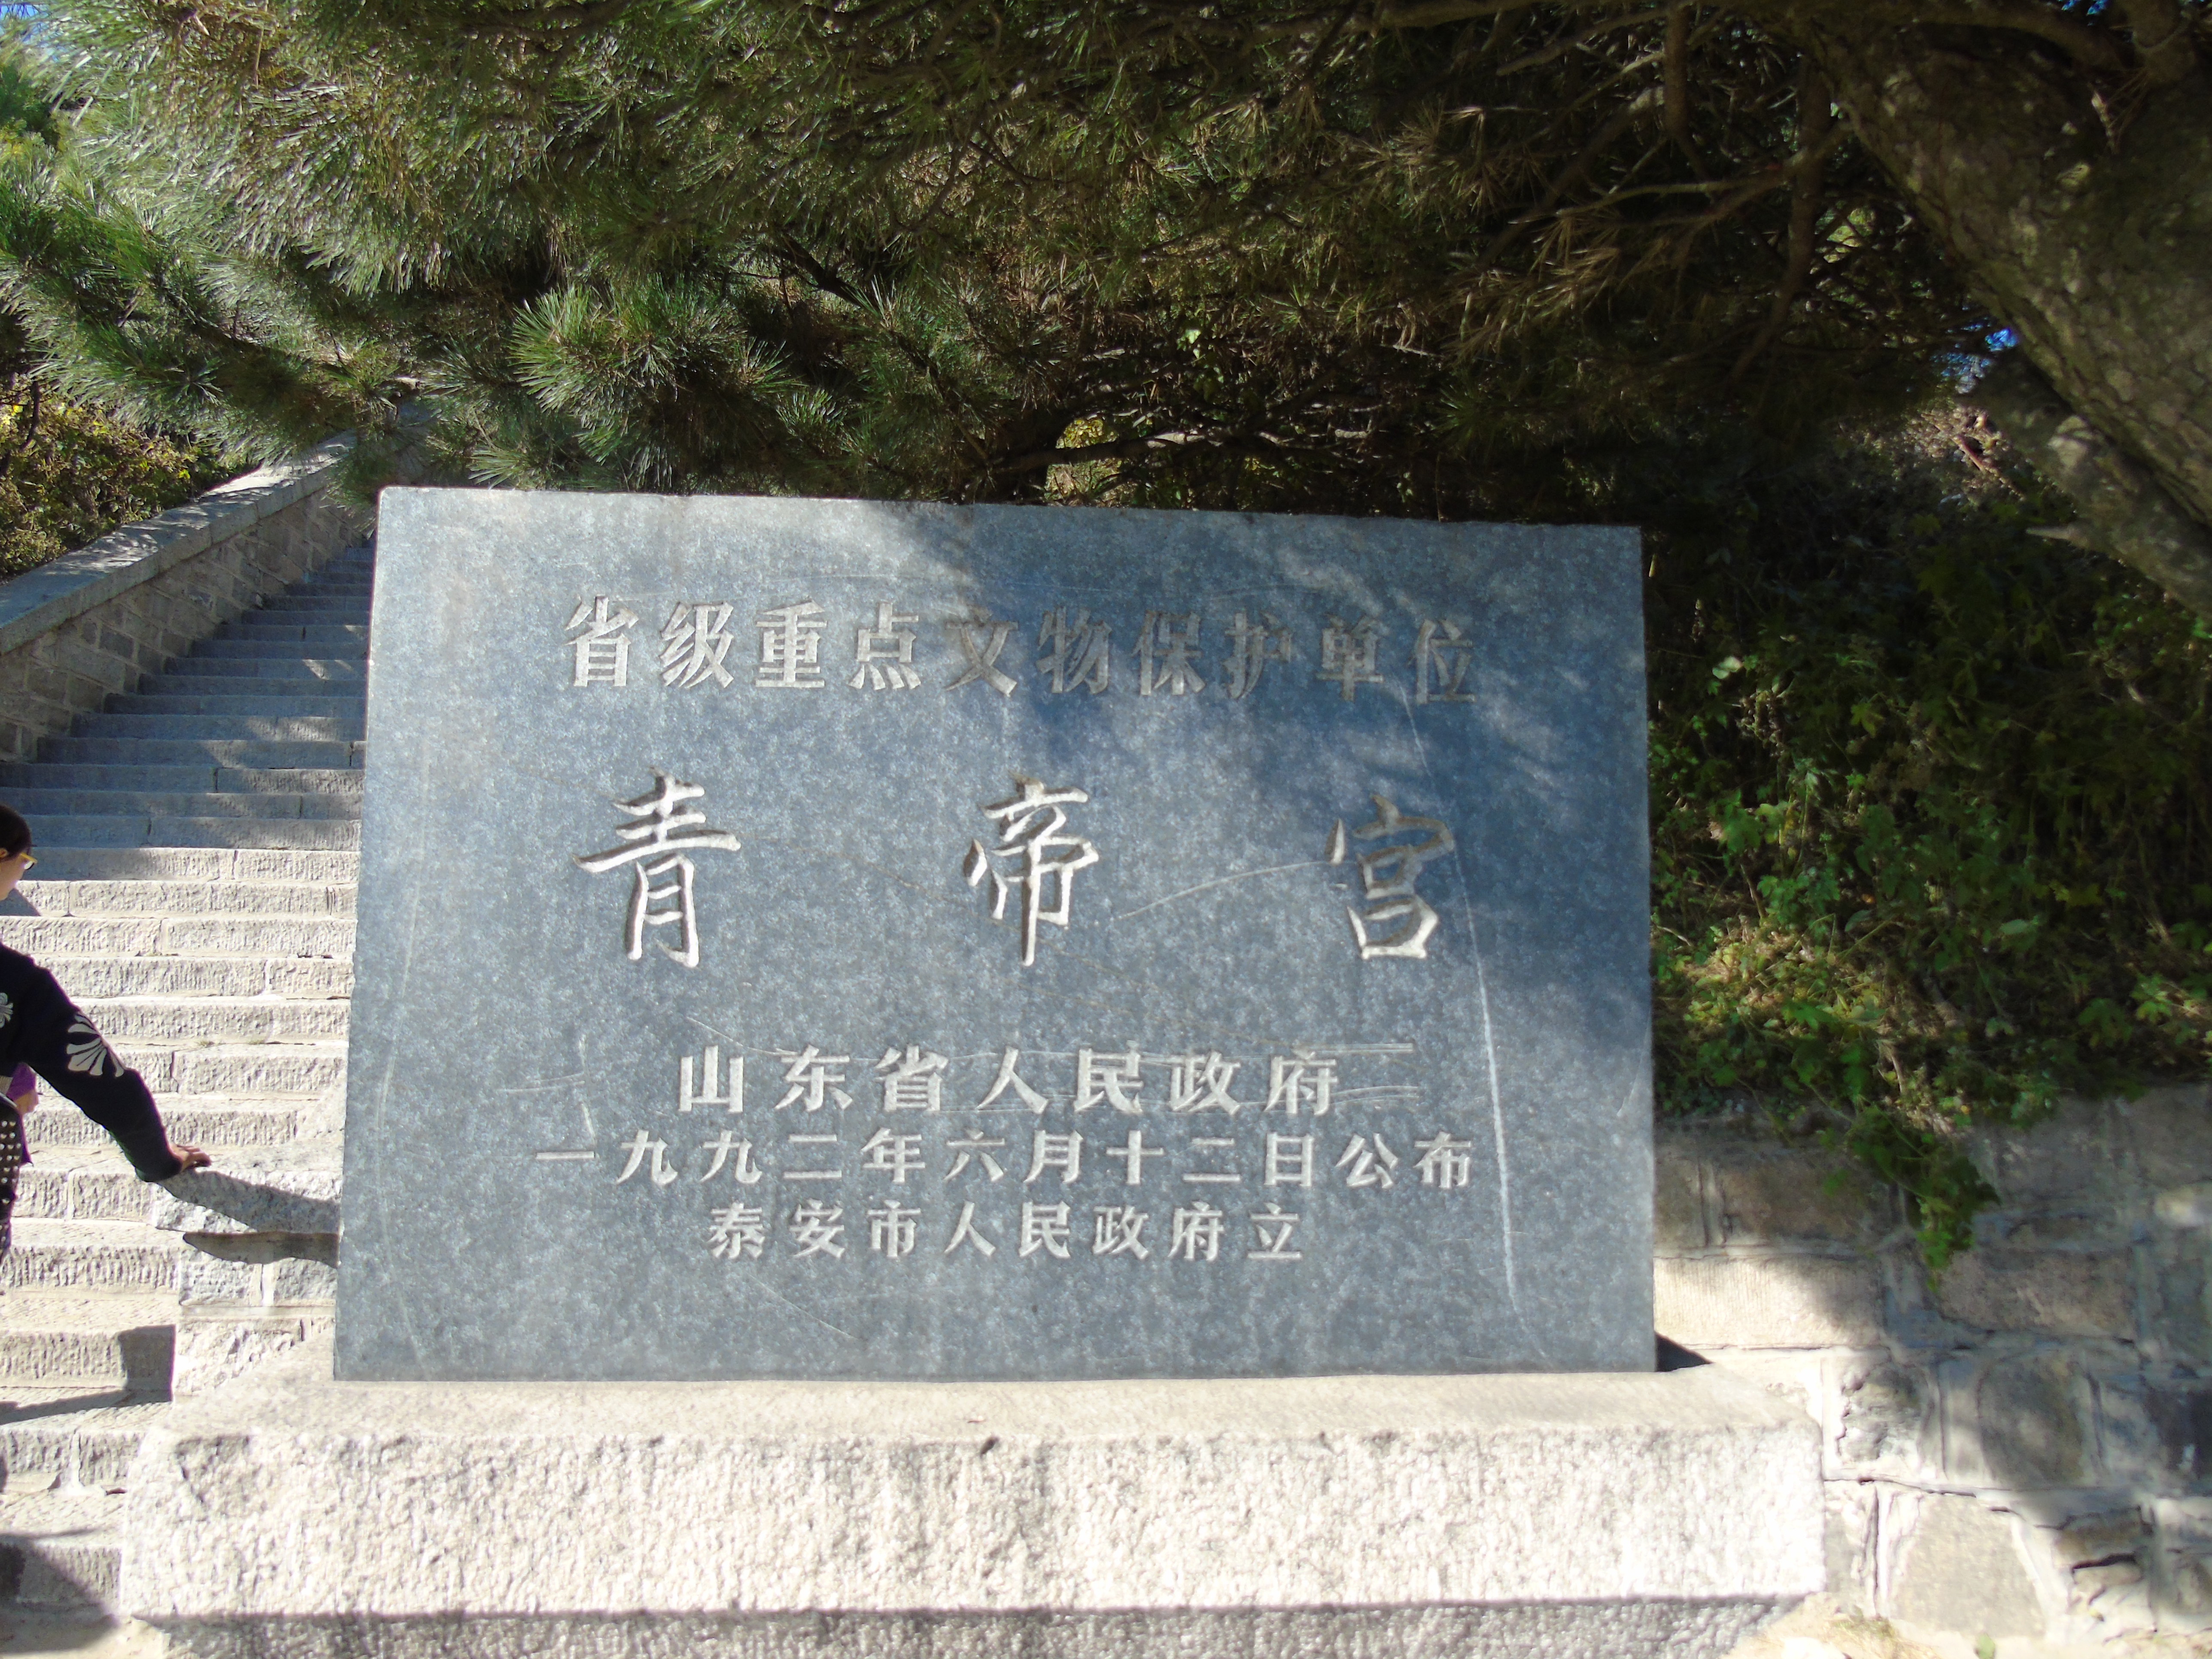 省级重点文物保护单位
青帝宫
山东省人民政府
一九九二年六月十二日公布
泰安市人民政府立